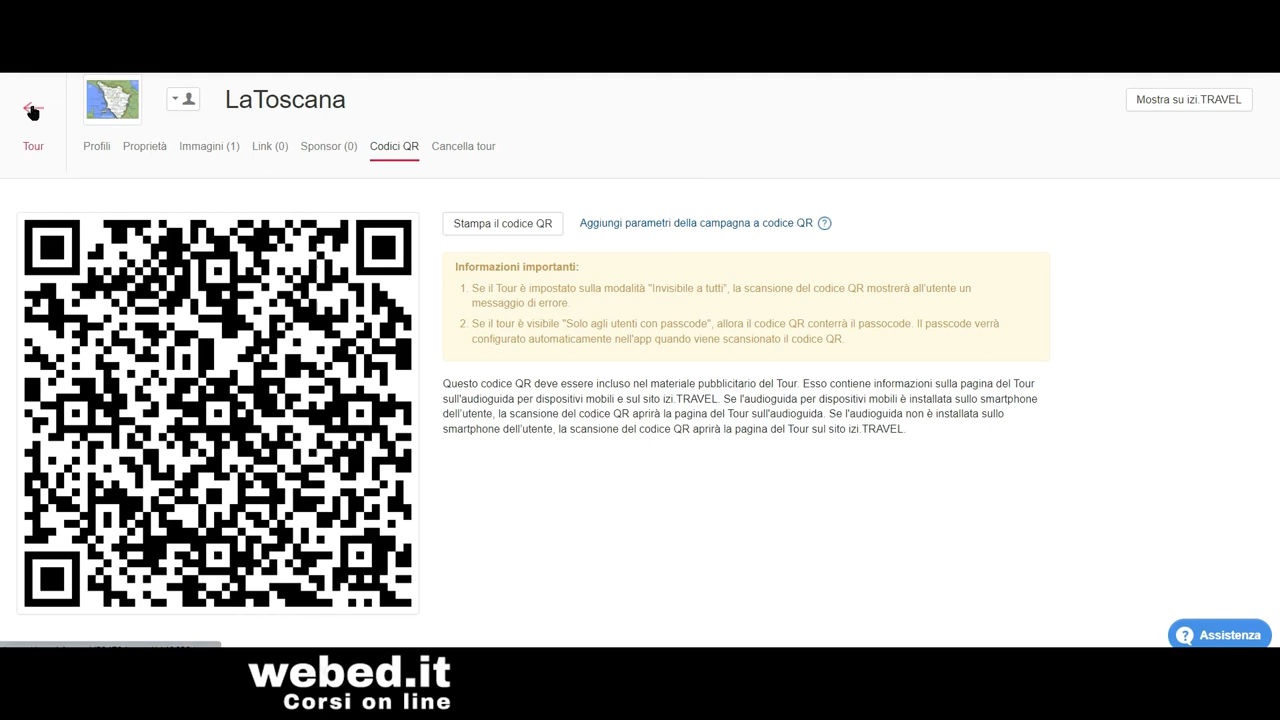 LaToscana
Mostra su izi.TRAVEL
Tour
Profili
Proprietà
Immagini (1)
Link (0)
Sponsor (0)
Codici QR
Cancella tour
Stampa il codice QR
Aggiungi parametri della campagna a codice QR ?
Informazioni importanti:
1. Se il Tour è impostato sulla modalità "Invisibile a tutti", la scansione del codice QR mostrerà all'utente un
messaggio di errore.
2. Se il tour è visibile "Solo agli utenti con passcode", allora il codice QR conterrà il passocode. Il passcode verrà
configurato automaticamente nell'app quando viene scansionato il codice QR.
Questo codice QR deve essere incluso nel materiale pubblicitario del Tour. Esso contiene informazioni sulla pagina del Tour
sull'audioguida per dispositivi mobili e sul sito izi.TRAVEL. Se l'audioguida per dispositivi mobili è installata sullo smartphone
dell'utente, la scansione del codice QR aprirà la pagina del Tour sull'audioguida. Se l'audioguida non è installata sullo
smartphone dell'utente, la scansione del codice QR aprirà la pagina del Tour sul sito izi.TRAVEL.
? Assistenza
webed.it
Corsi on line